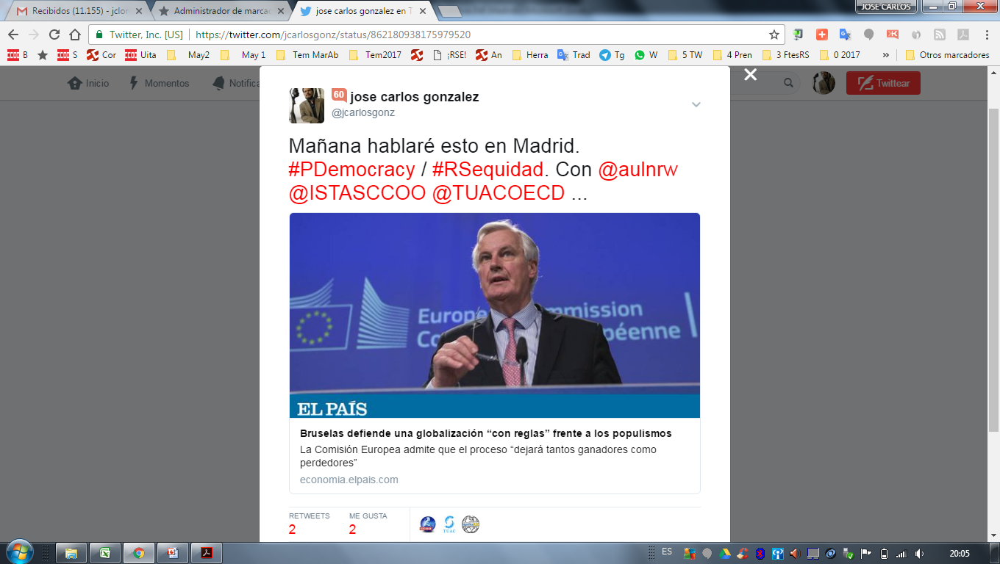 Recibidos (11.155) - jclo
Administrador de marca
jose carlos gonzalez en T
JOSE CARLOS
Twitter, Inc. [US]
https://twitter.com/jcarlosgonz/status/862180938175979520
B
S
Cor
Uita
May2
May 1
Tem MarAb
Tem2017
¡RSE!
An
Herra
Trad
Tg
W
5 TW
4 Pren
3 FtesRS
0 2017
»
Otros marcadores
Inicio
Momentos
Notifica
Twittear
60 jose carlos gonzalez
@jcarlosgonz
Mañana hablaré esto en Madrid.
#PDemocracy / #RSequidad. Con @aulnrw
@ISTASCCOO @TUACOECD ...
European Commission
péenne
EL PAÍS
Bruselas defiende una globalización “con reglas” frente a los populismos
La Comisión Europea admite que el proceso “dejará tantos ganadores como
perdedores”
economia.elpais.com
RETWEETS
2
ME GUSTA
2
TUAC
ES
20:05